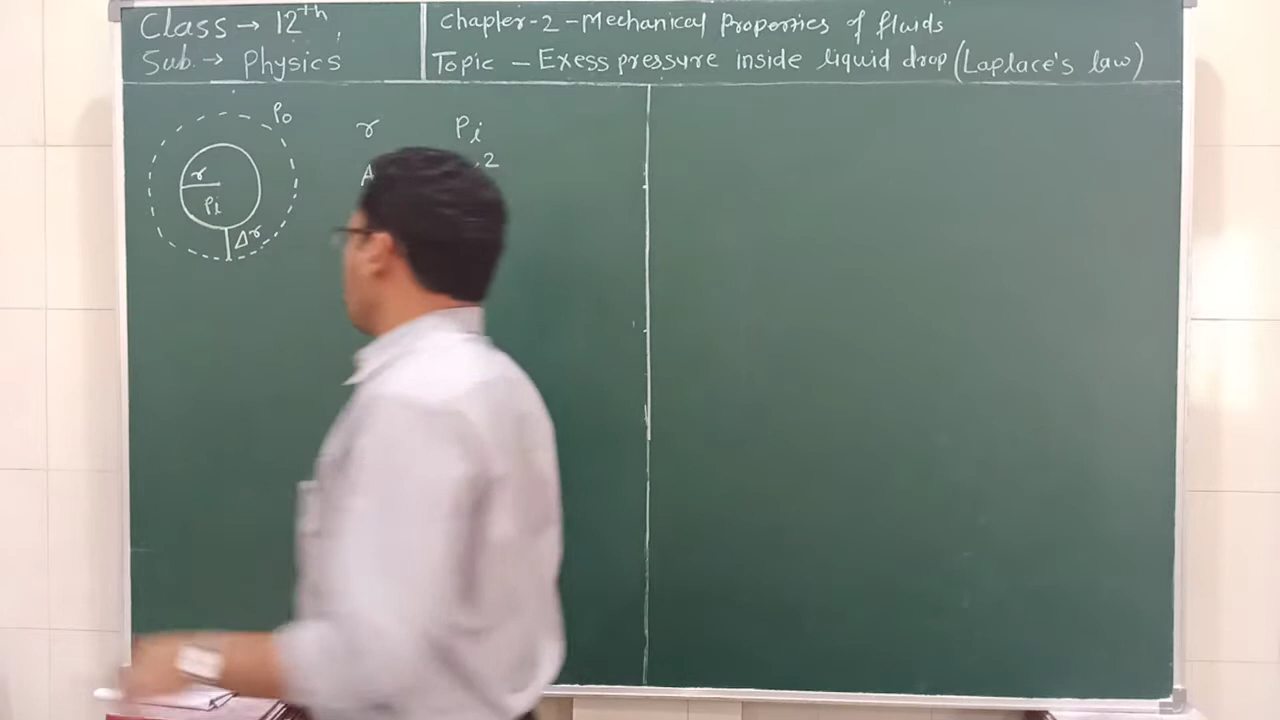 Class → 12th,
Sub. → Physics
Chapter-2 - Mechanical Properties of fluids
Topic - Exess pressure inside liquid drop (Laplace's law)
Po
r
Pi
Δr
r Pi
A 2